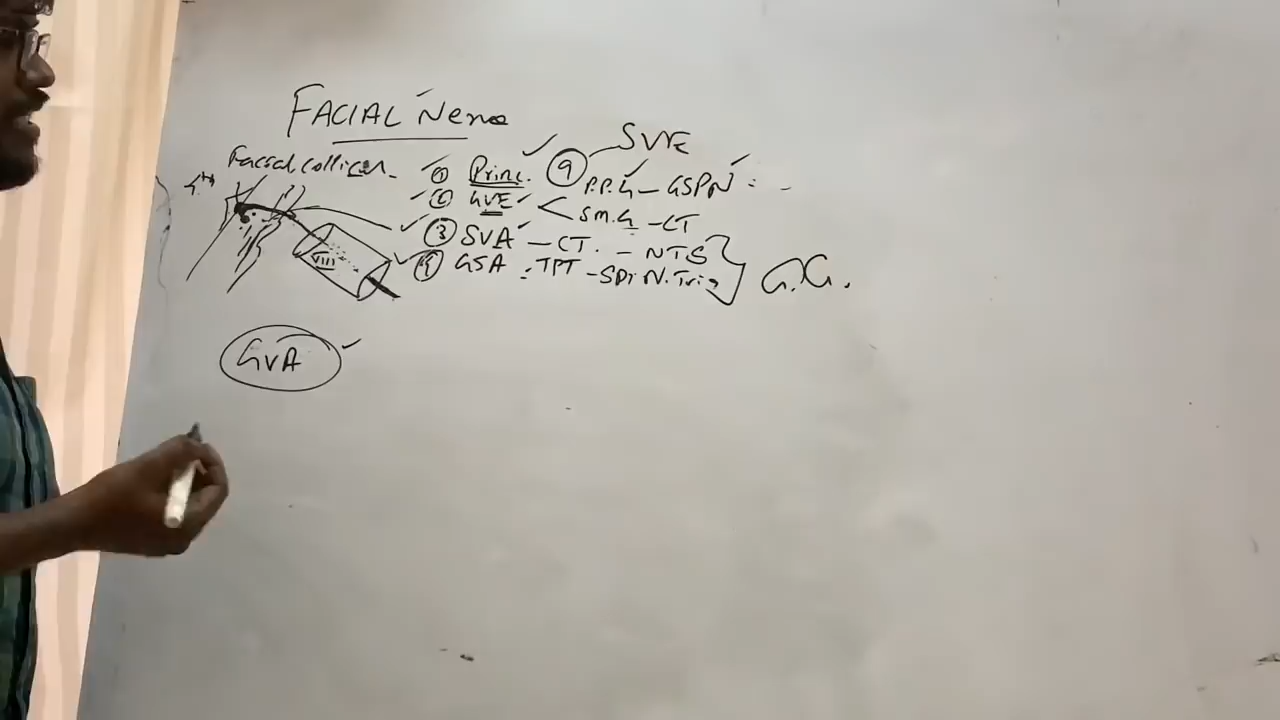 FACIAL Nerve
Facial collicu.
① Princ. ⑨ SVE
② GVE P.P.G - GSPN : -
SM.G - CT
③ SVA - CT. - NTS
④ GSA : TPT - SPi N. Trig
G.G.
VIII
GVA